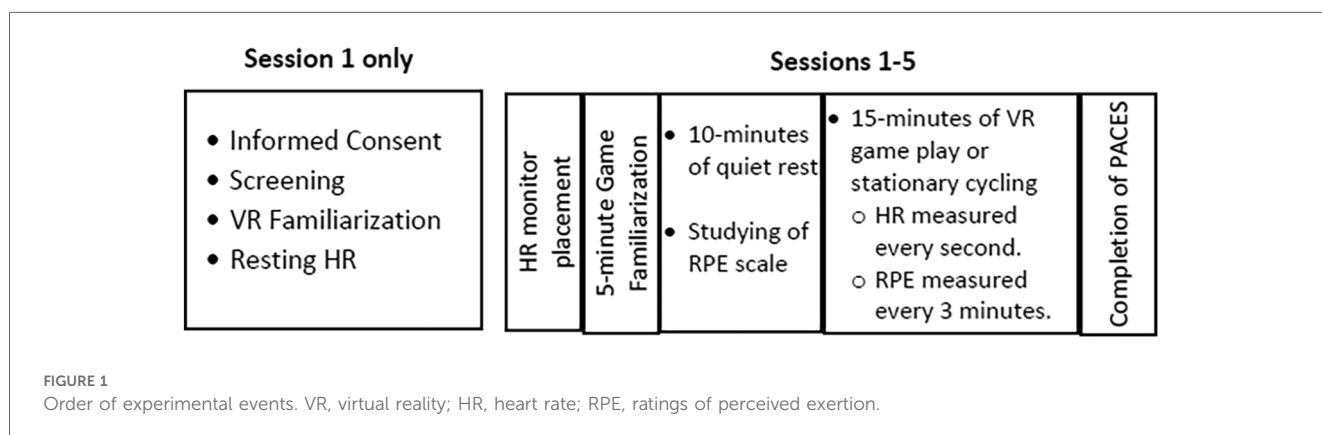 Session 1 only
• Informed Consent
• Screening
• VR Familiarization
• Resting HR
Sessions 1-5
HR monitor
placement
5-minute Game
Familiarization
• 10-minutes
of quiet rest
• Studying of
RPE scale
• 15-minutes of VR
game play or
stationary cycling
o HR measured
every second.
o RPE measured
every 3 minutes.
Completion of PACES
FIGURE 1
Order of experimental events. VR, virtual reality; HR, heart rate; RPE, ratings of perceived exertion.